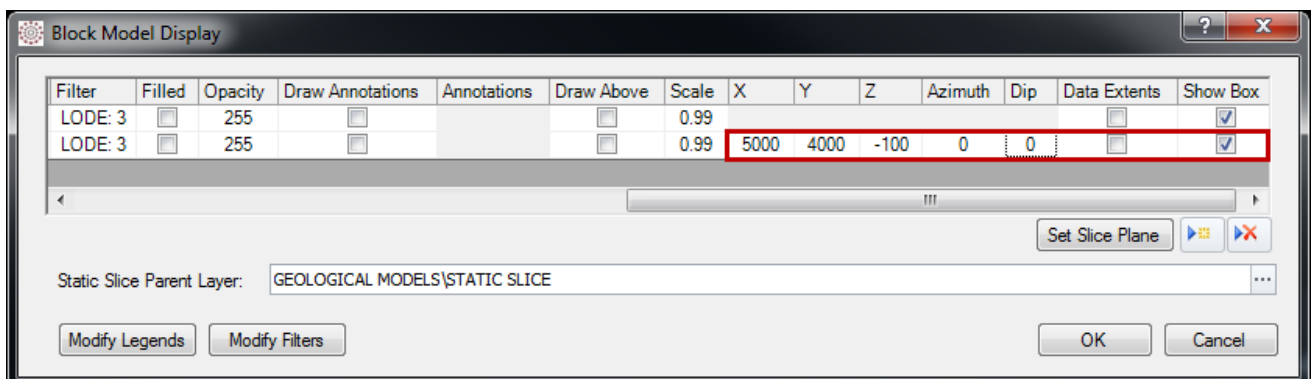 Block Model Display
?
X
Filter Filled Opacity Draw Annotations Annotations Draw Above Scale X Y Z Azimuth Dip Data Extents Show Box
LODE: 3 255 0.99
LODE: 3 255 0.99 5000 4000 -100 0 0
Set Slice Plane
Static Slice Parent Layer: GEOLOGICAL MODELS\STATIC SLICE ...
Modify Legends Modify Filters OK Cancel